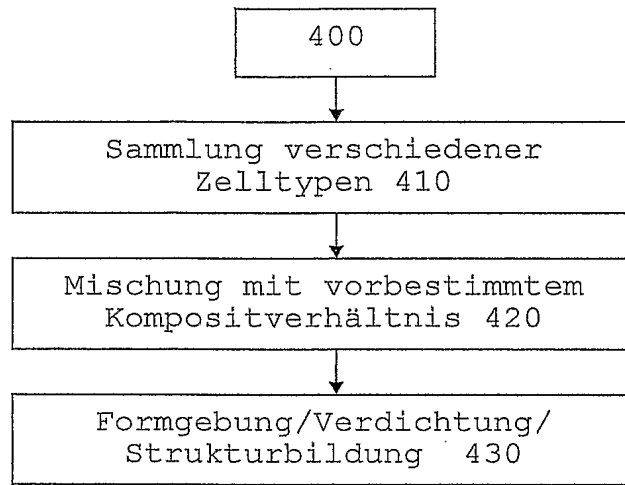 400
Sammlung verschiedener
Zelltypen 410
Mischung mit vorbestimmtem
Kompositverhältnis 420
Formgebung/Verdichtung/
Strukturbildung 430